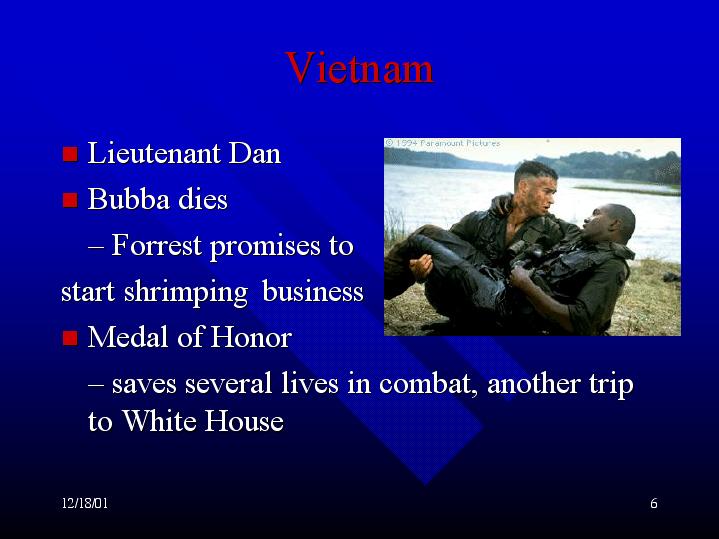 Vietnam
Lieutenant Dan
© 1994 Paramount Pictures
Bubba dies
– Forrest promises to
start shrimping business
Medal of Honor
– saves several lives in combat, another trip
to White House
12/18/01
6